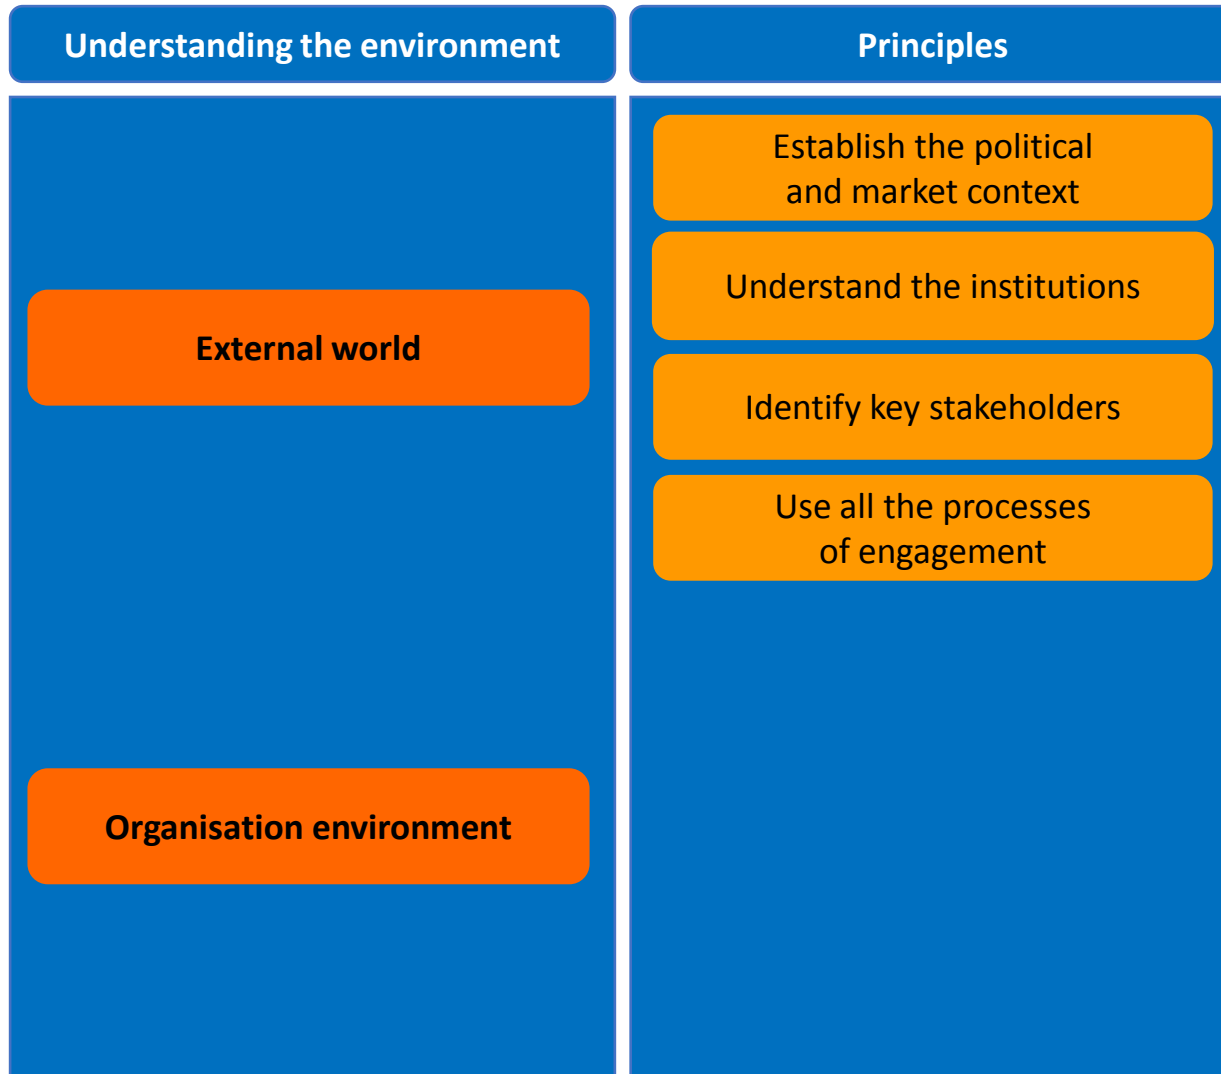 Understanding the environment
Principles
External world
Organisation environment
Establish the political
and market context
Understand the institutions
Identify key stakeholders
Use all the processes
of engagement